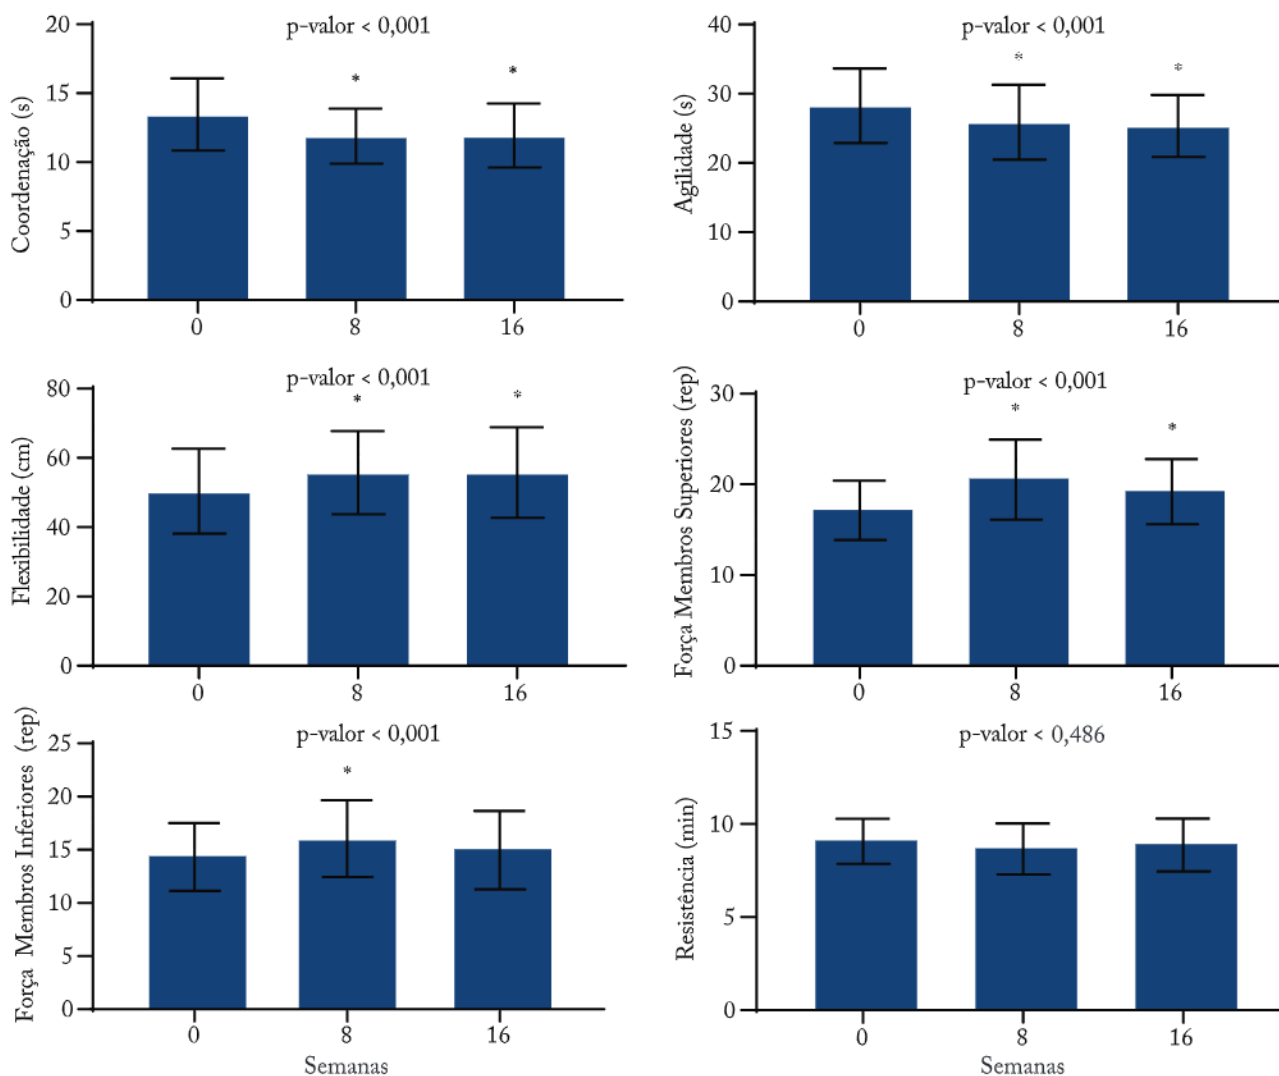 p-valor < 0,001
Coordenação (s)
20
15
10
5
0
*
*
0 8 16
p-valor < 0,001
Agilidade (s)
40
30
20
10
0
*
*
0 8 16
p-valor < 0,001
Flexibilidade (cm)
80
60
40
20
0
*
*
0 8 16
p-valor < 0,001
Força Membros Superiores (rep)
30
20
10
0
*
*
0 8 16
p-valor < 0,001
Força Membros Inferiores (rep)
25
20
15
10
5
0
*
0 8 16
Semanas
p-valor < 0,486
Resistência (min)
15
10
5
0
0 8 16
Semanas